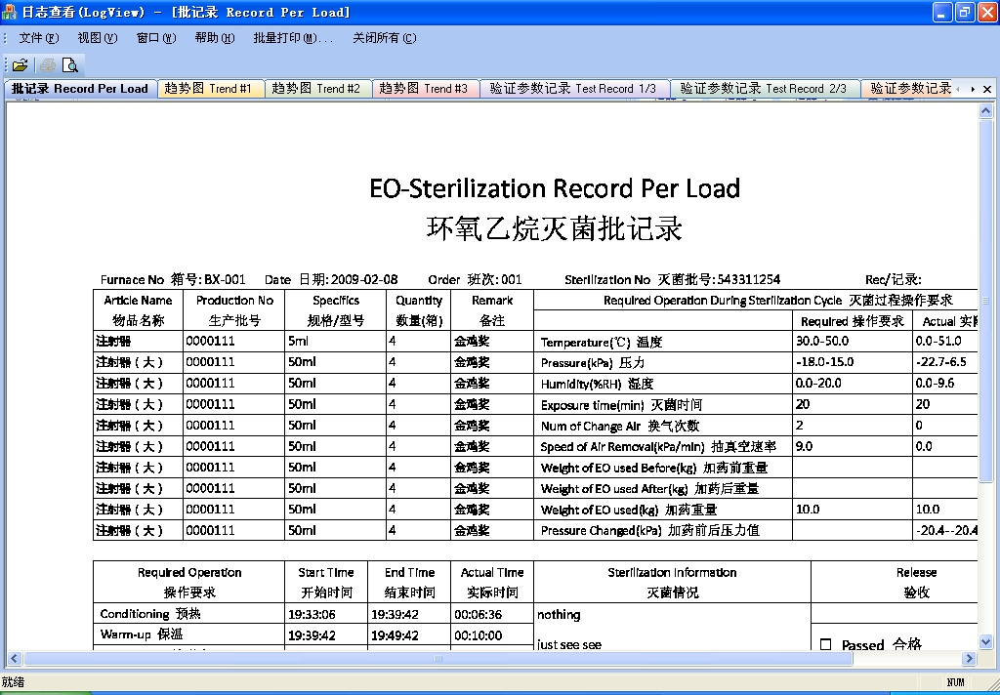 日志查看(LogView) - [批记录 Record Per Load]
文件(F) 视图(V) 窗口(W) 帮助(H) 批量打印(M)... 关闭所有(C)
批记录 Record Per Load 趋势图 Trend #1 趋势图 Trend #2 趋势图 Trend #3 验证参数记录 Test Record 1/3 验证参数记录 Test Record 2/3 验证参数记录
EO-Sterilization Record Per Load
环氧乙烷灭菌批记录
Furnace No 箱号:BX-001 Date 日期:2009-02-08 Order 班次:001 Sterilization No 灭菌批号:543311254 Rec/记录:
Article Name Production No Specifics Quantity Remark Required Operation During Sterilization Cycle 灭菌过程操作要求
物品名称 生产批号 规格/型号 数量(箱) 备注 Required 操作要求 Actual 实
注射器 0000111 5ml 4 金鸡奖 Temperature(℃) 温度 30.0-50.0 0.0-51.0
注射器(大) 0000111 50ml 4 金鸡奖 Pressure(kPa) 压力 -18.0-15.0 -22.7-6.5
注射器(大) 0000111 50ml 4 金鸡奖 Humidity(%RH) 湿度 0.0-20.0 0.0-9.6
注射器(大) 0000111 50ml 4 金鸡奖 Exposure time(min) 灭菌时间 20 20
注射器(大) 0000111 50ml 4 金鸡奖 Num of Change Air 换气次数 2 0
注射器(大) 0000111 50ml 4 金鸡奖 Speed of Air Removal(kPa/min) 抽真空速率 9.0 0.0
注射器(大) 0000111 50ml 4 金鸡奖 Weight of EO used Before(kg) 加药前重量
注射器(大) 0000111 50ml 4 金鸡奖 Weight of EO used After(kg) 加药后重量
注射器(大) 0000111 50ml 4 金鸡奖 Weight of EO used(kg) 加药重量 10.0 10.0
注射器(大) 0000111 50ml 4 金鸡奖 Pressure Changed(kPa) 加药前后压力值 -20.4--20.4
Required Operation Start Time End Time Actual Time Sterilization Information Release
操作要求 开始时间 结束时间 实际时间 灭菌情况 验收
Conditioning 预热 19:33:06 19:39:42 00:06:36 nothing
Warm-up 保温 19:39:42 19:49:42 00:10:00
just see see
Passed 合格
就绪 NUM